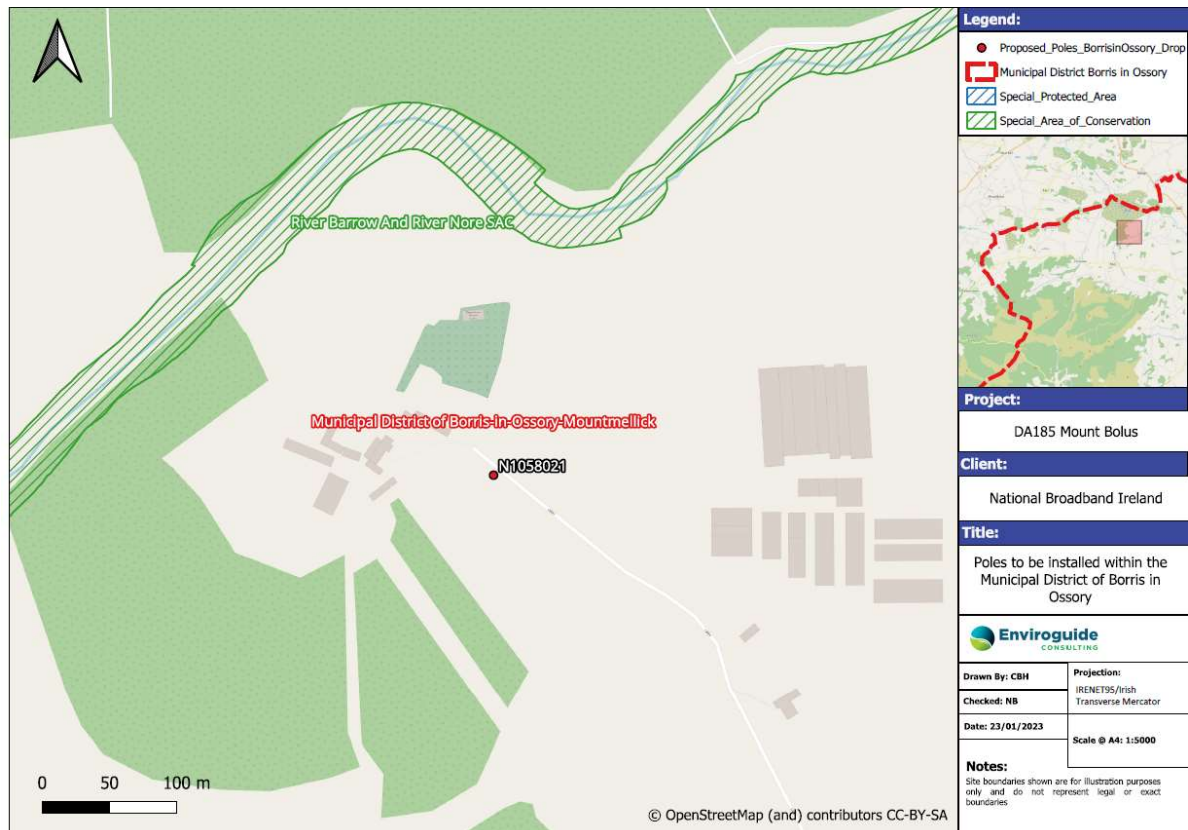 River Barrow And River Nore SAC
Municipal District of Borris-in-Ossory-Mountmellick
N1058021
0 50 100 m
© OpenStreetMap (and) contributors CC-BY-SA
Legend:
Proposed_Poles_BorrisinOssory_Drop
Municipal District Borris in Ossory
Special_Protected_Area
Special_Area_of_Conservation
Project:
DA185 Mount Bolus
Client:
National Broadband Ireland
Title:
Poles to be installed within the
Municipal District of Borris in
Ossory
Enviroguide
CONSULTING
Drawn By: CBH
Checked: NB
Date: 23/01/2023
Projection:
IRENET95/Irish
Transverse Mercator
Scale @ A4: 1:5000
Notes:
Site boundaries shown are for illustration purposes
only and do not represent legal or exact
boundaries